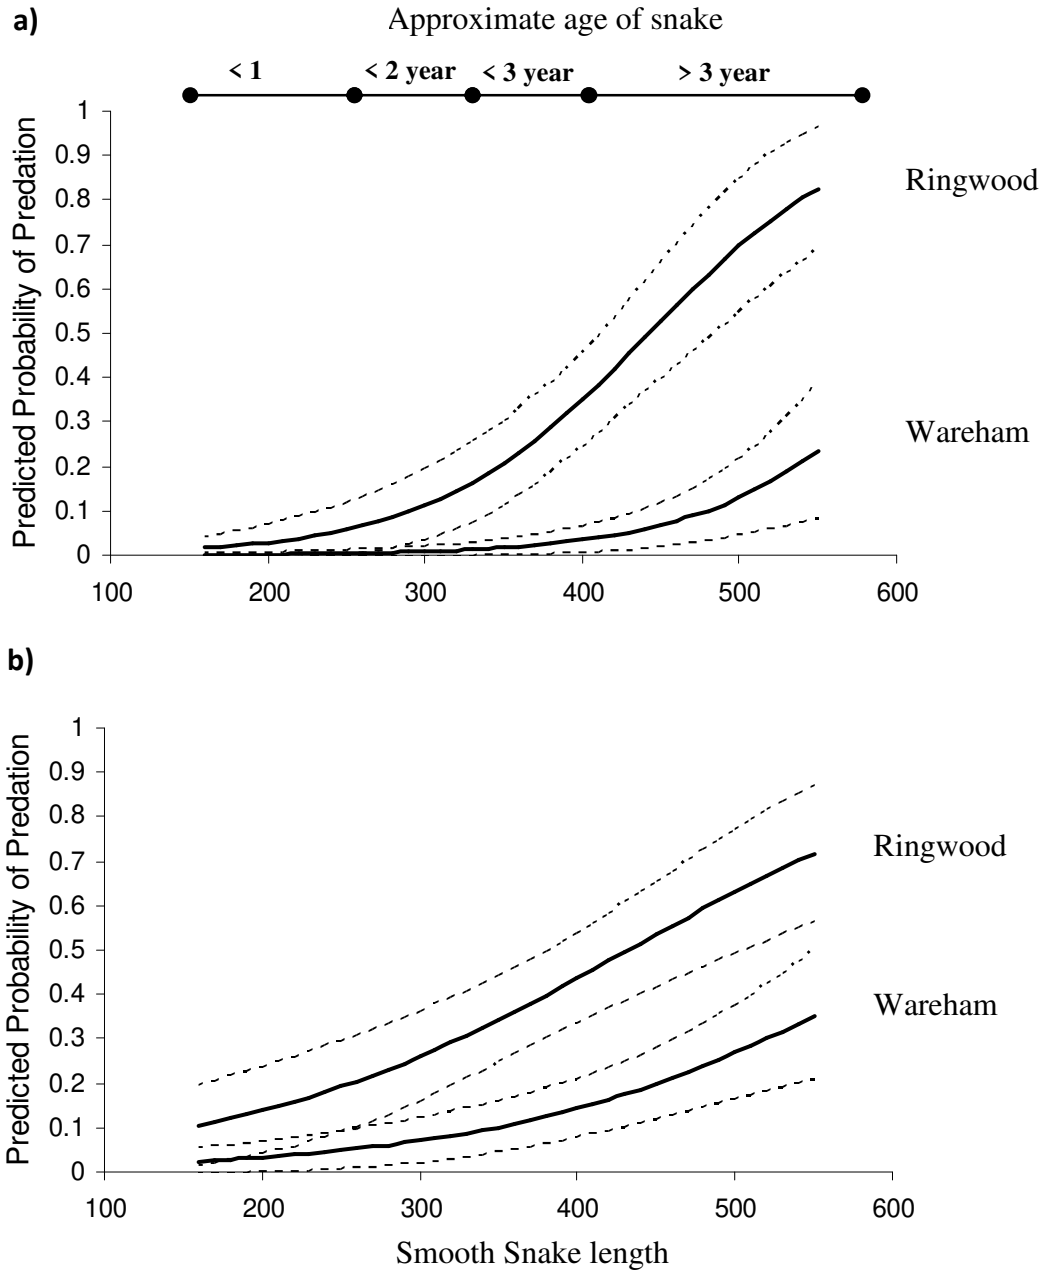 a)
Approximate age of snake
< 1
< 2 year
< 3 year
> 3 year
Predicted Probability of Predation
1
0.9
0.8
0.7
0.6
0.5
0.4
0.3
0.2
0.1
0
Ringwood
Wareham
100 200 300 400 500 600
b)
Predicted Probability of Predation
1
0.9
0.8
0.7
0.6
0.5
0.4
0.3
0.2
0.1
0
Ringwood
Wareham
100 200 300 400 500 600
Smooth Snake length